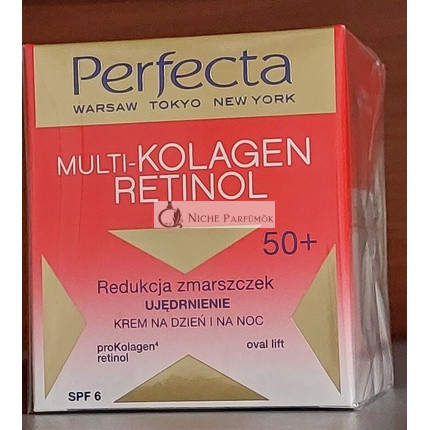 Perfecta
WARSAW TOKYO NEW YORK
MULTI-KOLAGEN
RETINOL
NICHE PARFÜMÖK
50+
Redukcja zmarszczek
UJĘDRNIENIE
KREM NA DZIEŃ I NA NOC
proKolagen⁴
retinol
oval lift
SPF 6